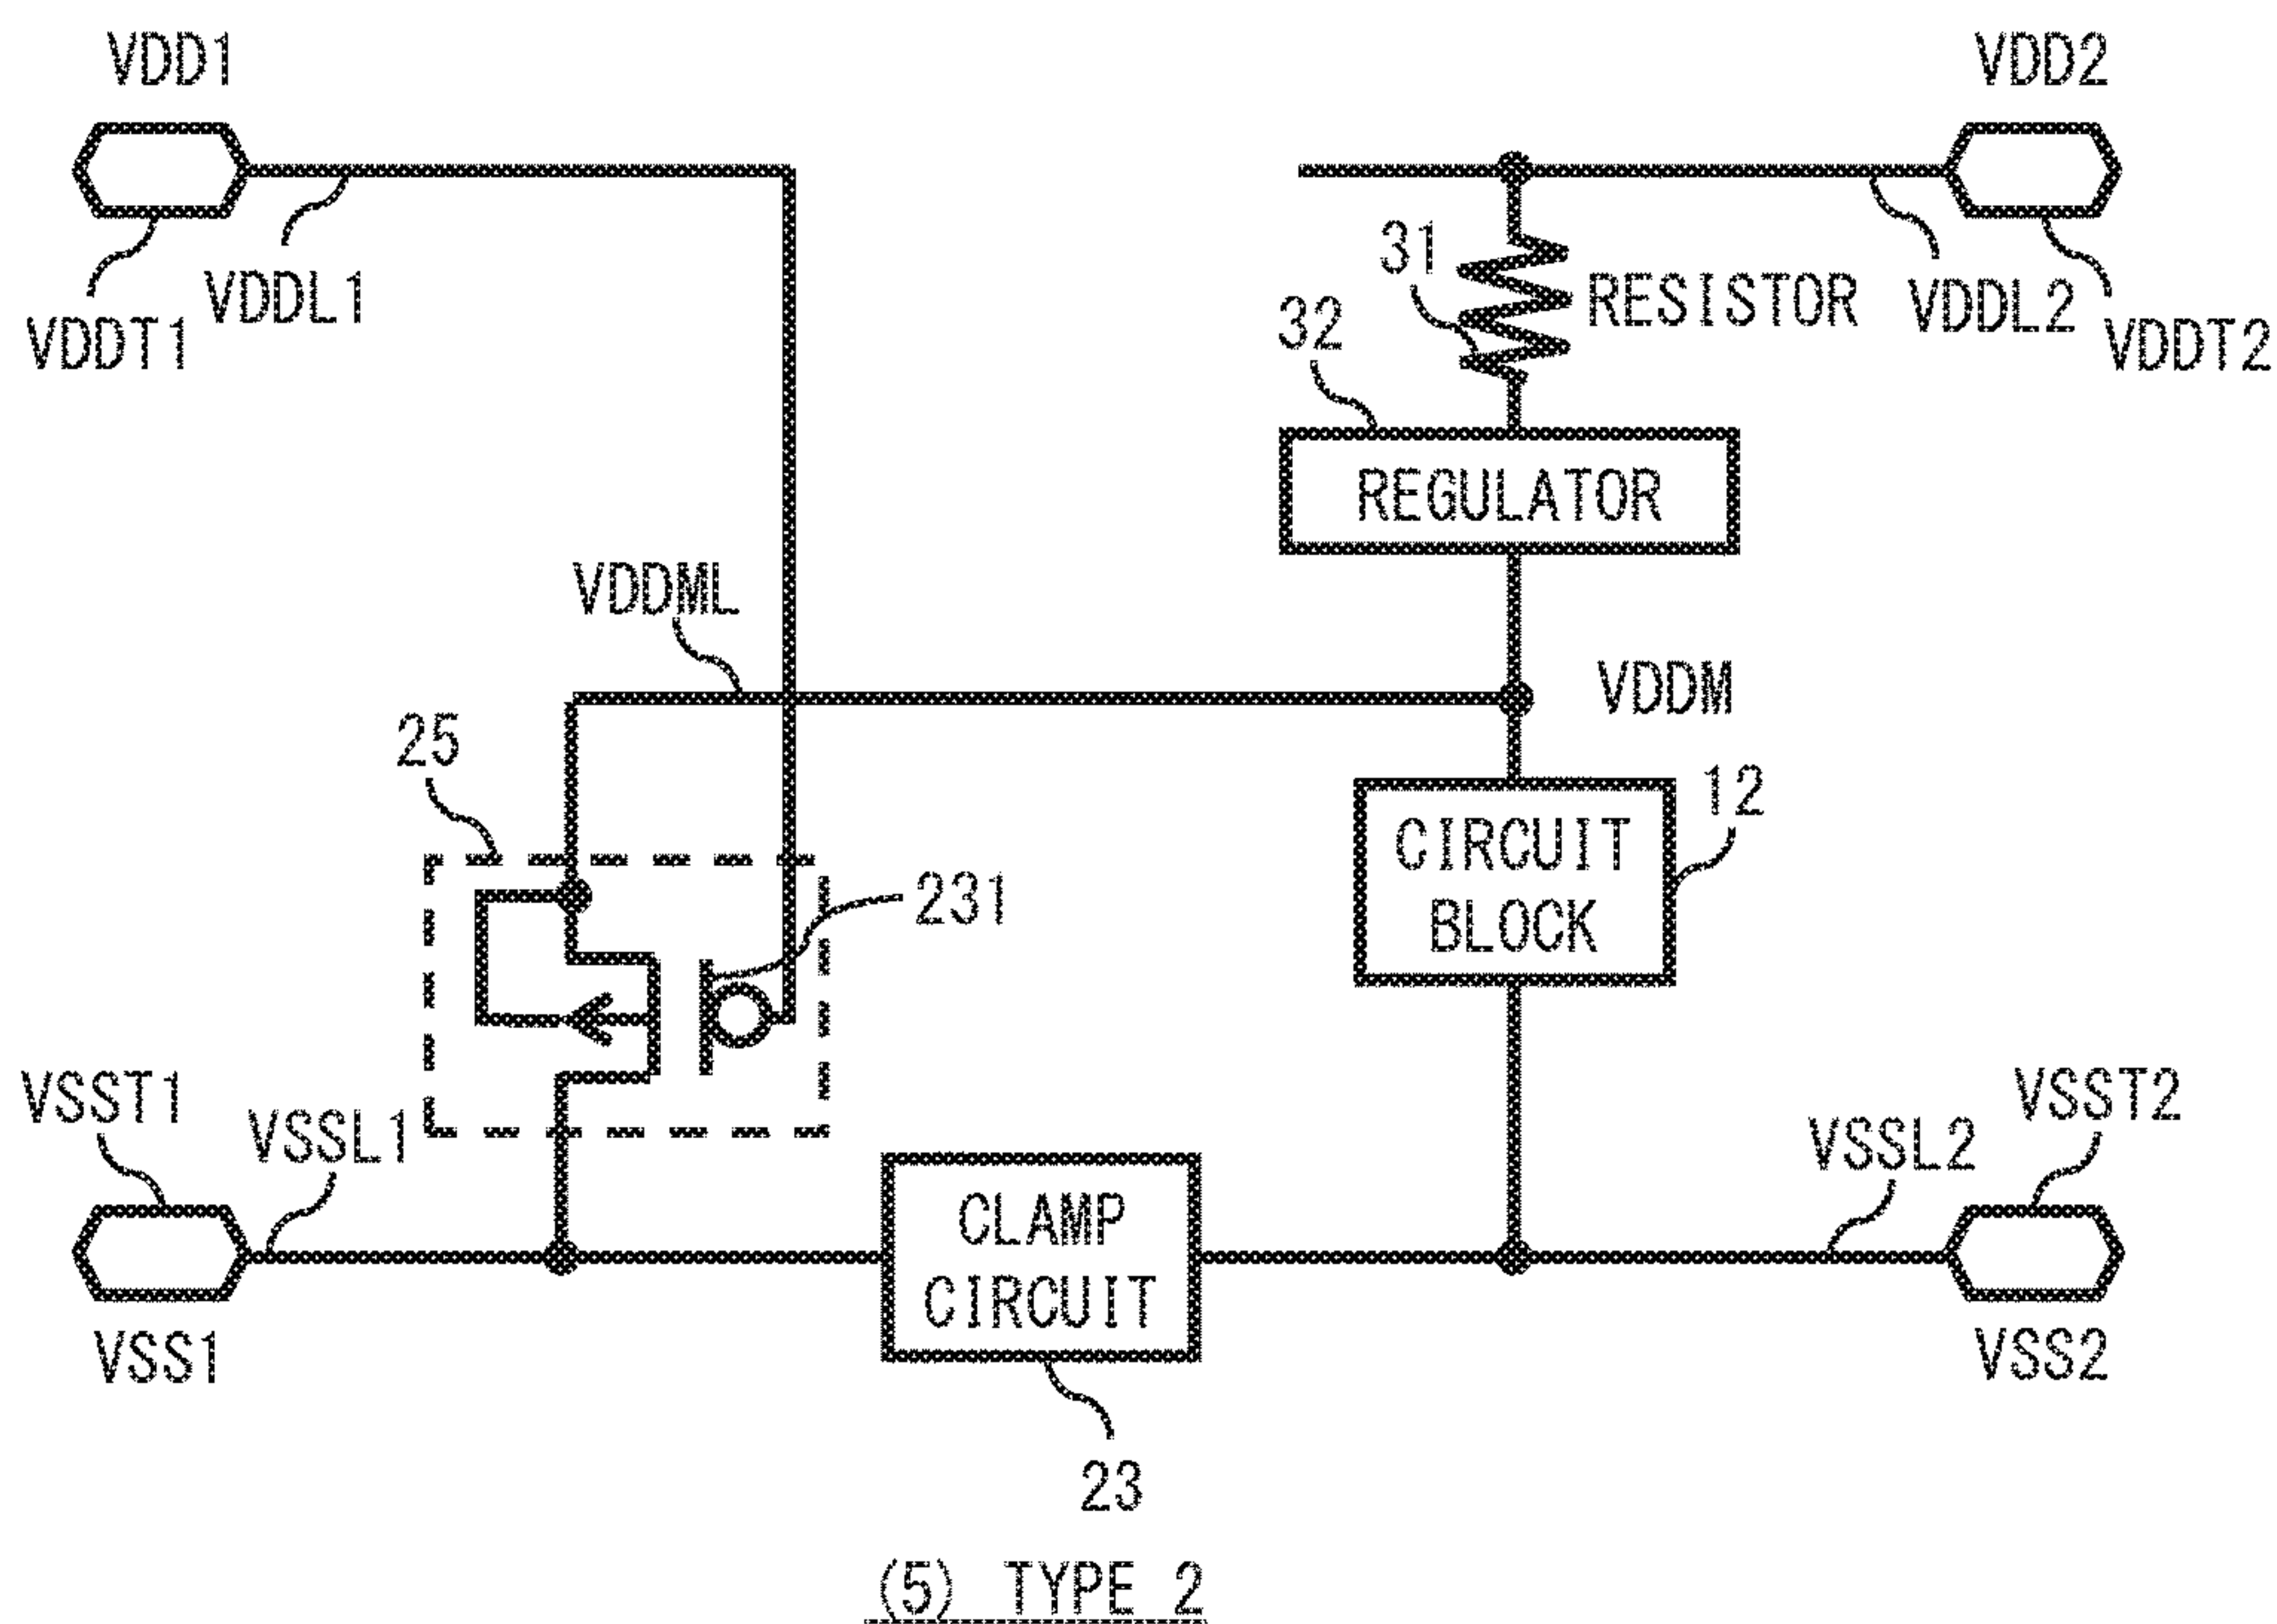 VDD1
VDD2
31
RESISTOR
VDDL1
VDDT1
32
VDDL2
VDDT2
REGULATOR
VDDML
VDDM
25
12
CIRCUIT
BLOCK
231
VSST1
VSSL1
VSSL2
VSST2
CLAMP
CIRCUIT
VSS1
VSS2
23
(5) TYPE 2